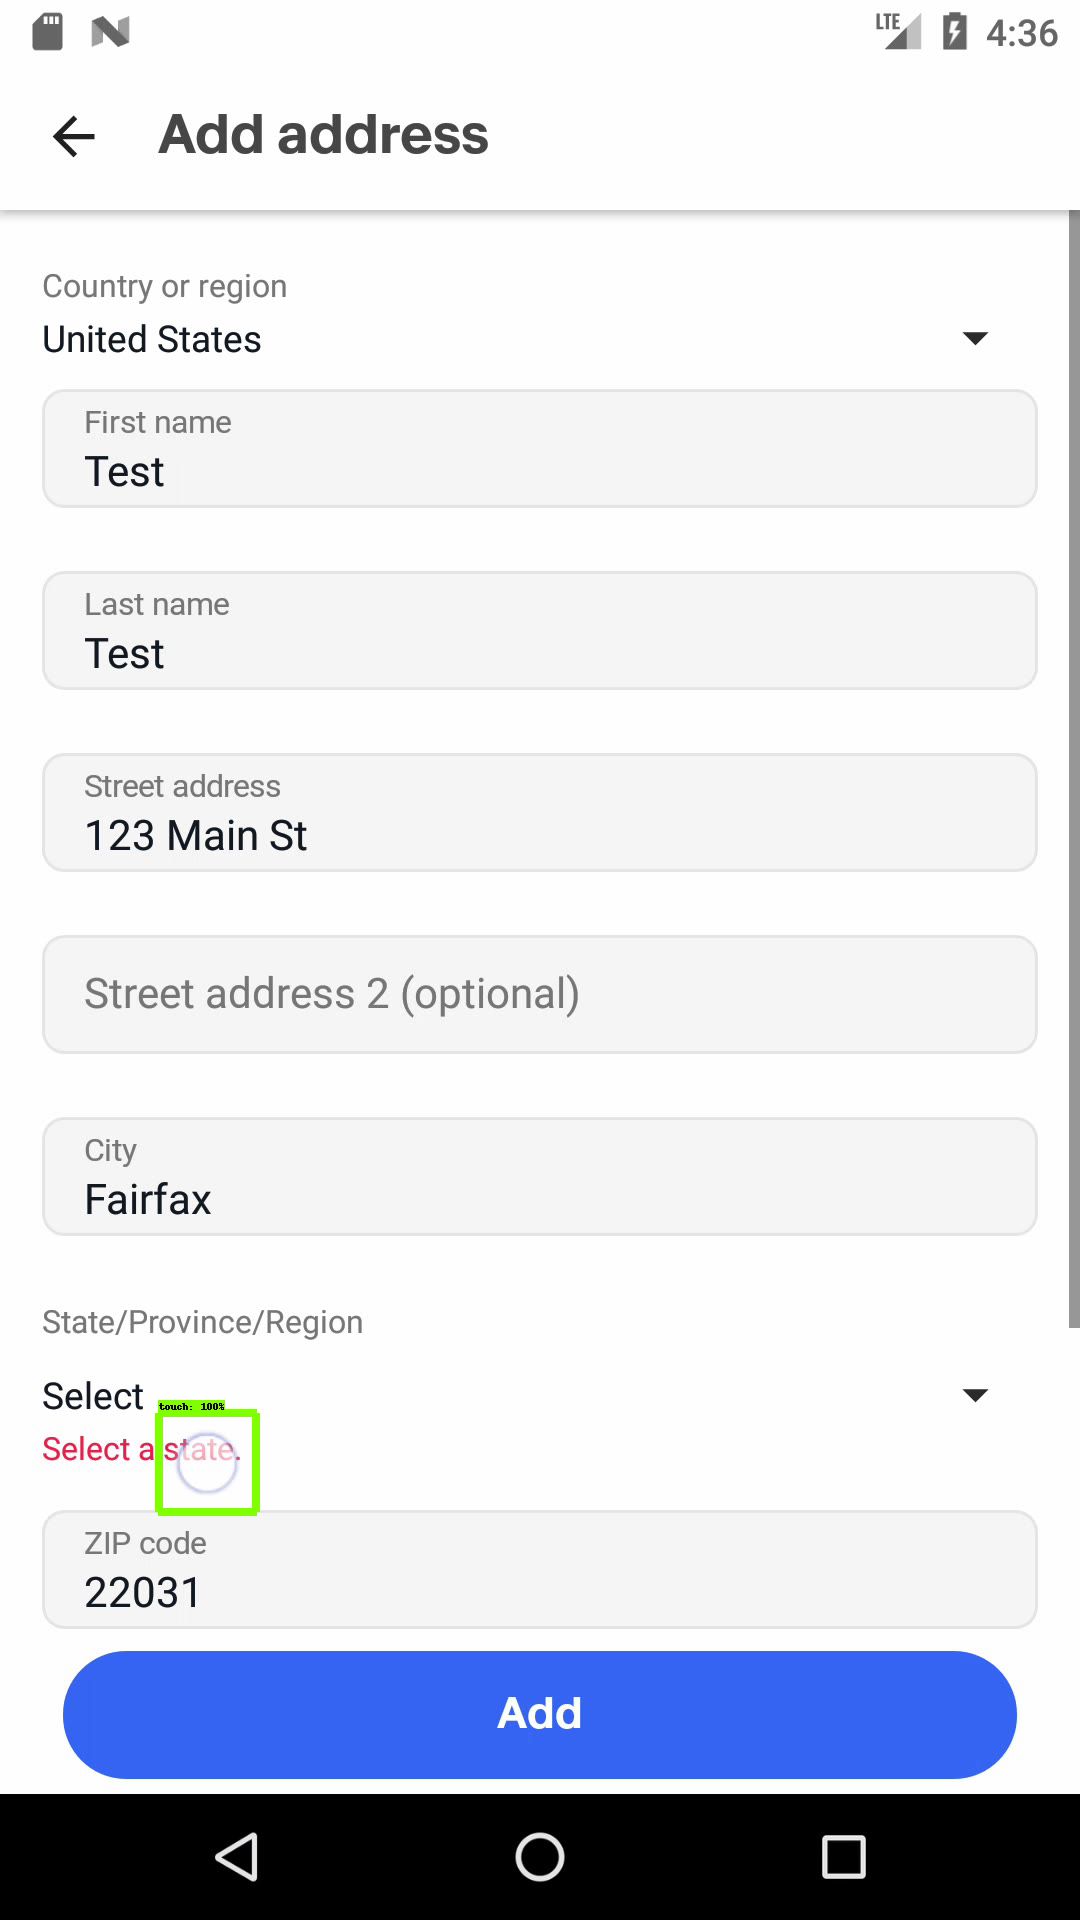 LTE 4:36
Add address
Country or region
United States
First name
Test
Last name
Test
Street address
123 Main St
Street address 2 (optional)
City
Fairfax
State/Province/Region
Select
touch: 100%
Select a state.
ZIP code
22031
Add